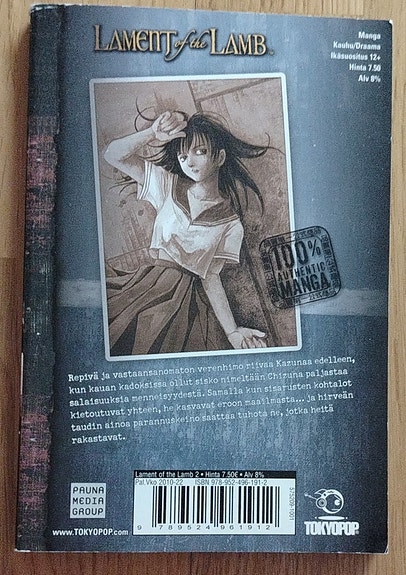 LAMENT of the LAMB™
Manga
Kauhu/Draama
Ikäsuositus 12+
Hinta 7.50
Alv 8%
100%
AUTHENTIC
MANGA
Repivä ja vastaansanomaton verenhimo riivaa Kazunaa edelleen,
kun kauan kadoksissa ollut sisko nimeltään Chizuna paljastaa
salaisuuksia menneisyydestä. Samalla kun sisarusten kohtalot
kietoutuvat yhteen, he kasvavat eroon maailmasta... ja hirveän
taudin ainoa parannuskeino saattaa tuhota ne, jotka heitä
rakastavat.
Lament of the Lamb 2 • Hinta 7.50€ • Alv 8%
Pal.Vko 2010-22 ISBN 978-952-496-191-2
9 789524 961912
PAUNA
MEDIA
GROUP
www.TOKYOPOP.com
TOKYOPOP